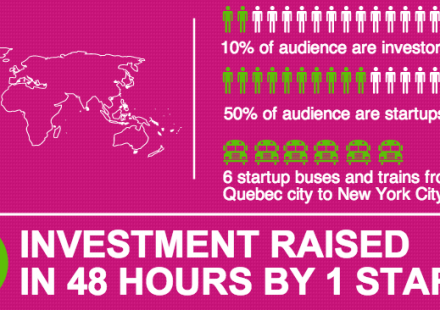 10% of audience are investor
50% of audience are startups
6 startup buses and trains fro
Quebec city to New York City
INVESTMENT RAISED
IN 48 HOURS BY 1 STAR